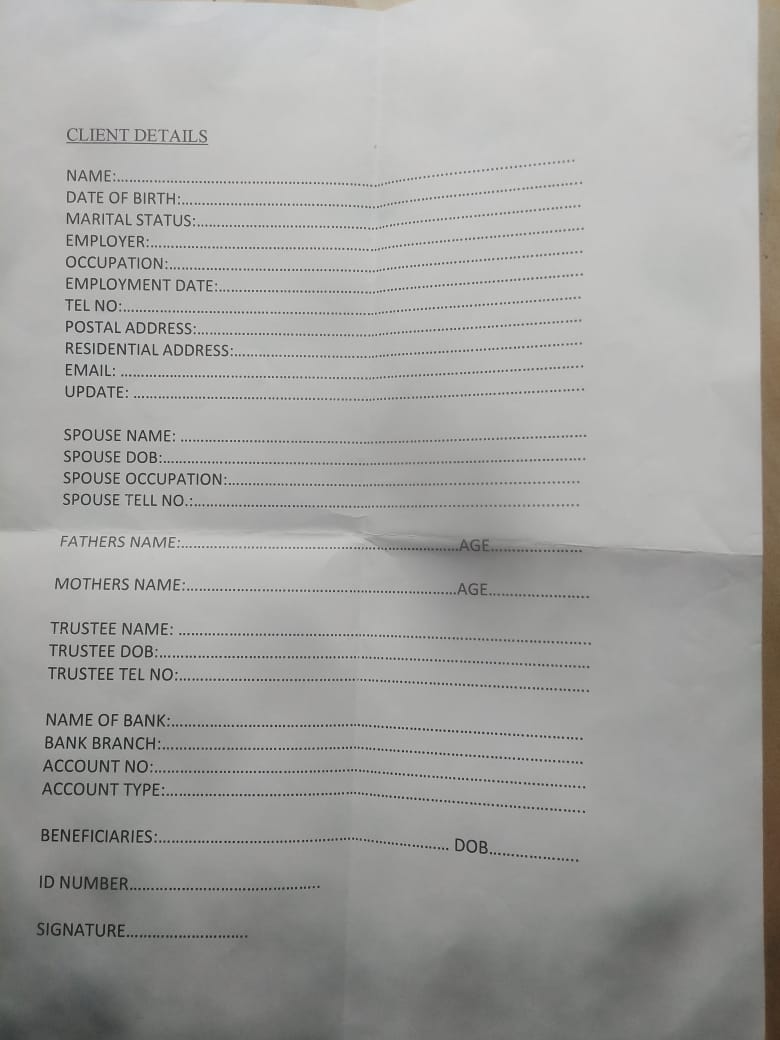 CLIENT DETAILS
NAME:..............................................................................................................
DATE OF BIRTH:................................................................................................
MARITAL STATUS:.............................................................................................
EMPLOYER:........................................................................................................
OCCUPATION:...................................................................................................
EMPLOYMENT DATE:.......................................................................................
TEL NO:..............................................................................................................
POSTAL ADDRESS:............................................................................................
RESIDENTIAL ADDRESS:...................................................................................
EMAIL: ..............................................................................................................
UPDATE: ...........................................................................................................
SPOUSE NAME: ................................................................................................
SPOUSE DOB:....................................................................................................
SPOUSE OCCUPATION:.....................................................................................
SPOUSE TELL NO.:.............................................................................................
FATHERS NAME:....................................................................AGE.......................
MOTHERS NAME:..................................................................AGE.........................
TRUSTEE NAME: ................................................................................................
TRUSTEE DOB:....................................................................................................
TRUSTEE TEL NO:................................................................................................
NAME OF BANK:..................................................................................................
BANK BRANCH:...................................................................................................
ACCOUNT NO:.....................................................................................................
ACCOUNT TYPE:..................................................................................................
BENEFICIARIES:...................................................................... DOB.....................
ID NUMBER..............................................
SIGNATURE...........................